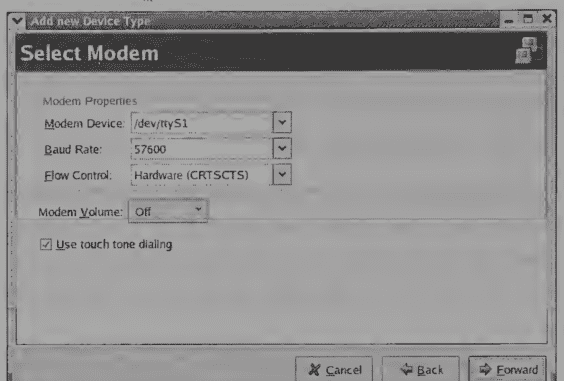 Add new Device Type
Select Modem
Modem Properties
Modem Device: /dev/ttyS1
Baud Rate: 57600
Flow Control: Hardware (CRTSCTS)
Modem Volume: Off
Use touch tone dialing
Cancel Back Forward